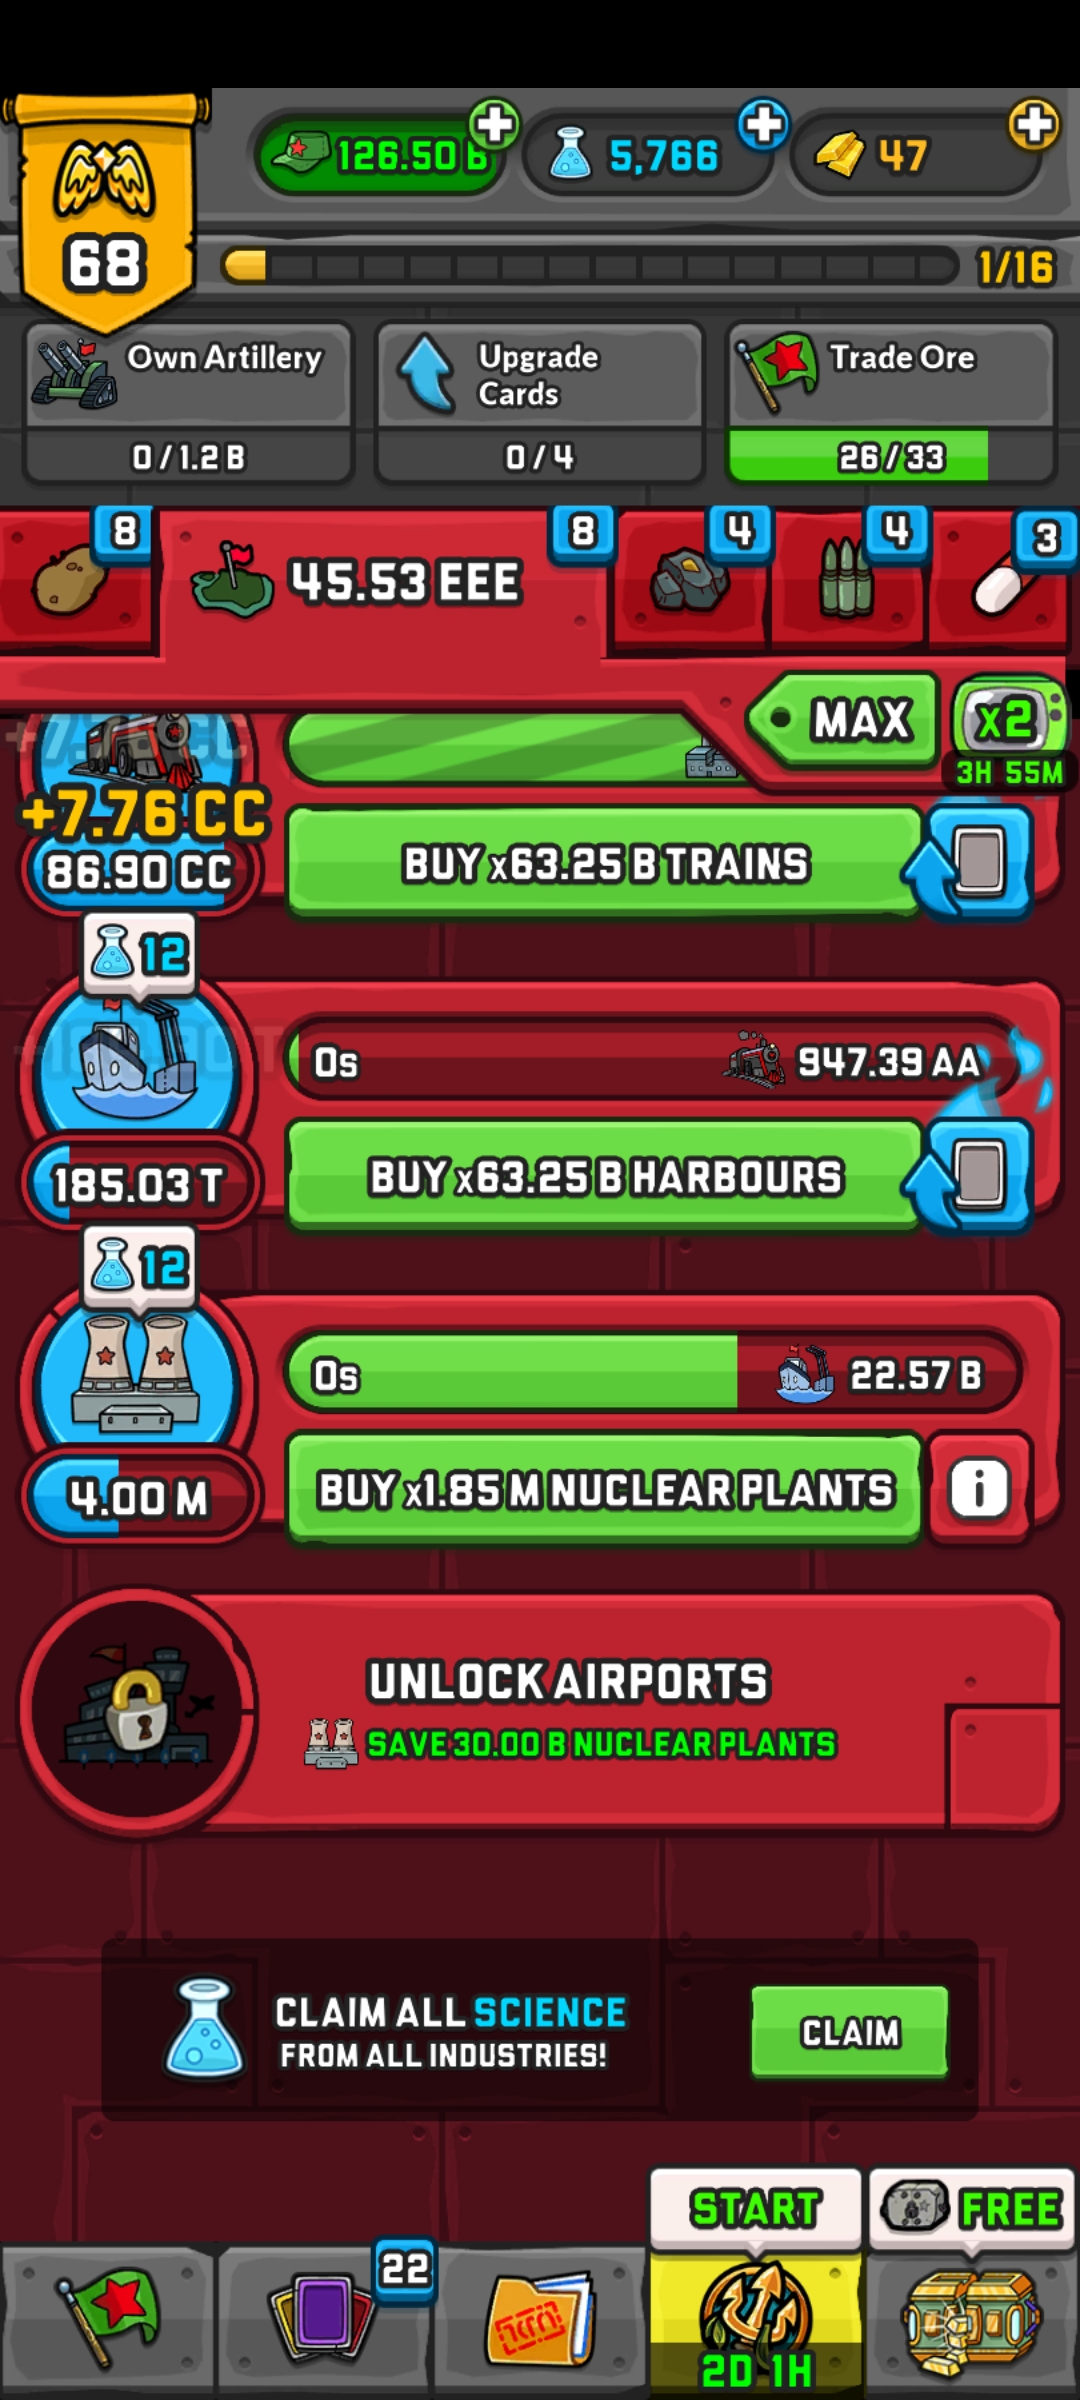 126.50 B
5,766
47
68
1/16
Own Artillery
0 / 1.2 B
Upgrade
Cards
0 / 4
Trade Ore
26 / 33
8
45.53 EEE
8
4
4
3
MAX
x2
3H 55M
+7.76 CC
86.90 CC
BUY x63.25 B TRAINS
12
0s
947.39 AA
185.03 T
BUY x63.25 B HARBOURS
12
0s
22.57 B
4.00 M
BUY x1.85 M NUCLEAR PLANTS
i
UNLOCK AIRPORTS
SAVE 30.00 B NUCLEAR PLANTS
CLAIM ALL SCIENCE
FROM ALL INDUSTRIES!
CLAIM
START
FREE
22
2D 1H